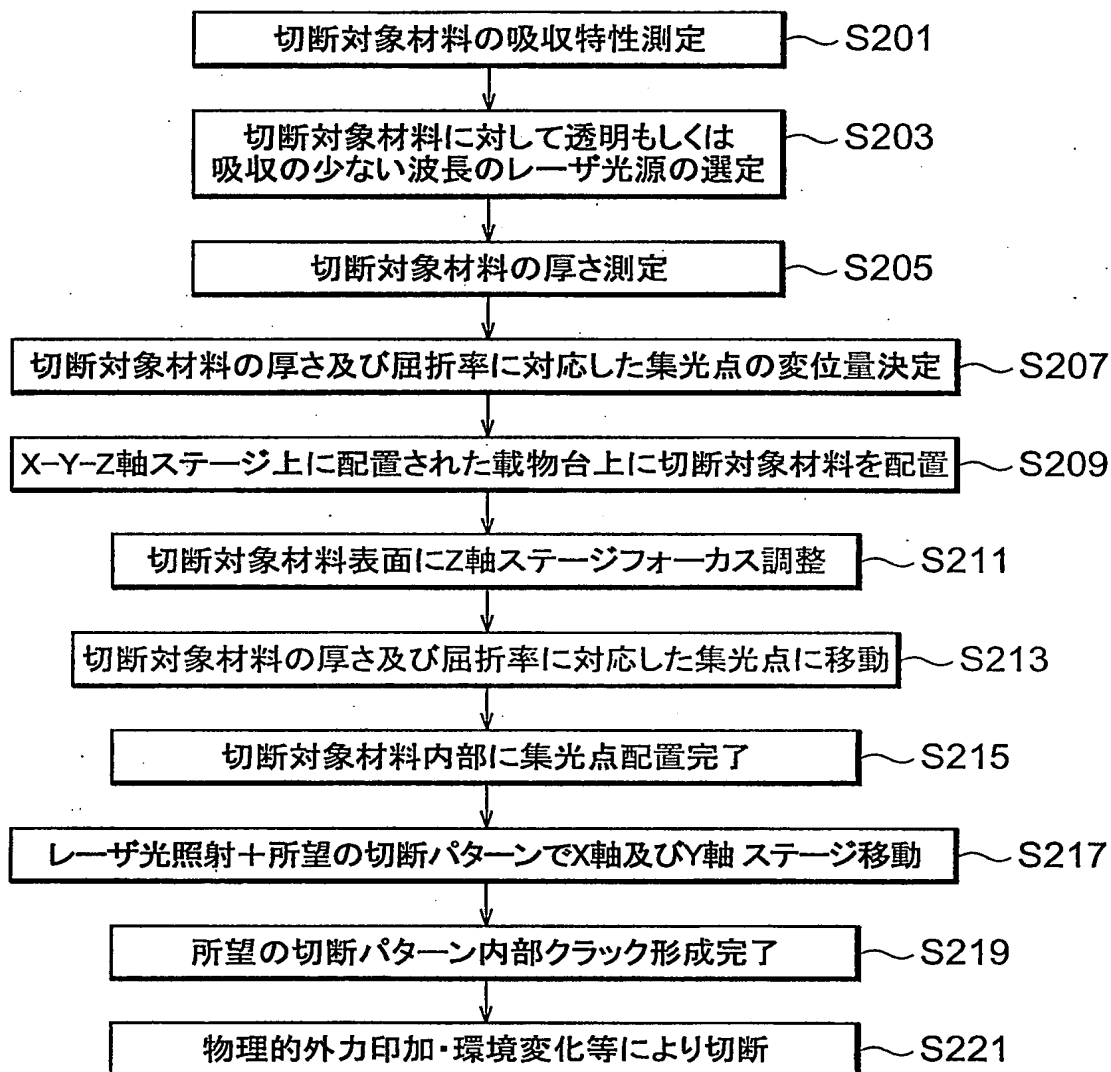 切断対象材料の吸収特性測定 S201
切断対象材料に対して透明もしくは
吸収の少ない波長のレーザ光源の選定 S203
切断対象材料の厚さ測定 S205
切断対象材料の厚さ及び屈折率に対応した集光点の変位量決定 S207
X-Y-Z軸ステージ上に配置された載物台上に切断対象材料を配置 S209
切断対象材料表面にZ軸ステージフォーカス調整 S211
切断対象材料の厚さ及び屈折率に対応した集光点に移動 S213
切断対象材料内部に集光点配置完了 S215
レーザ光照射+所望の切断パターンでX軸及びY軸 ステージ移動 S217
所望の切断パターン内部クラック形成完了 S219
物理的外力印加・環境変化等により切断 S221